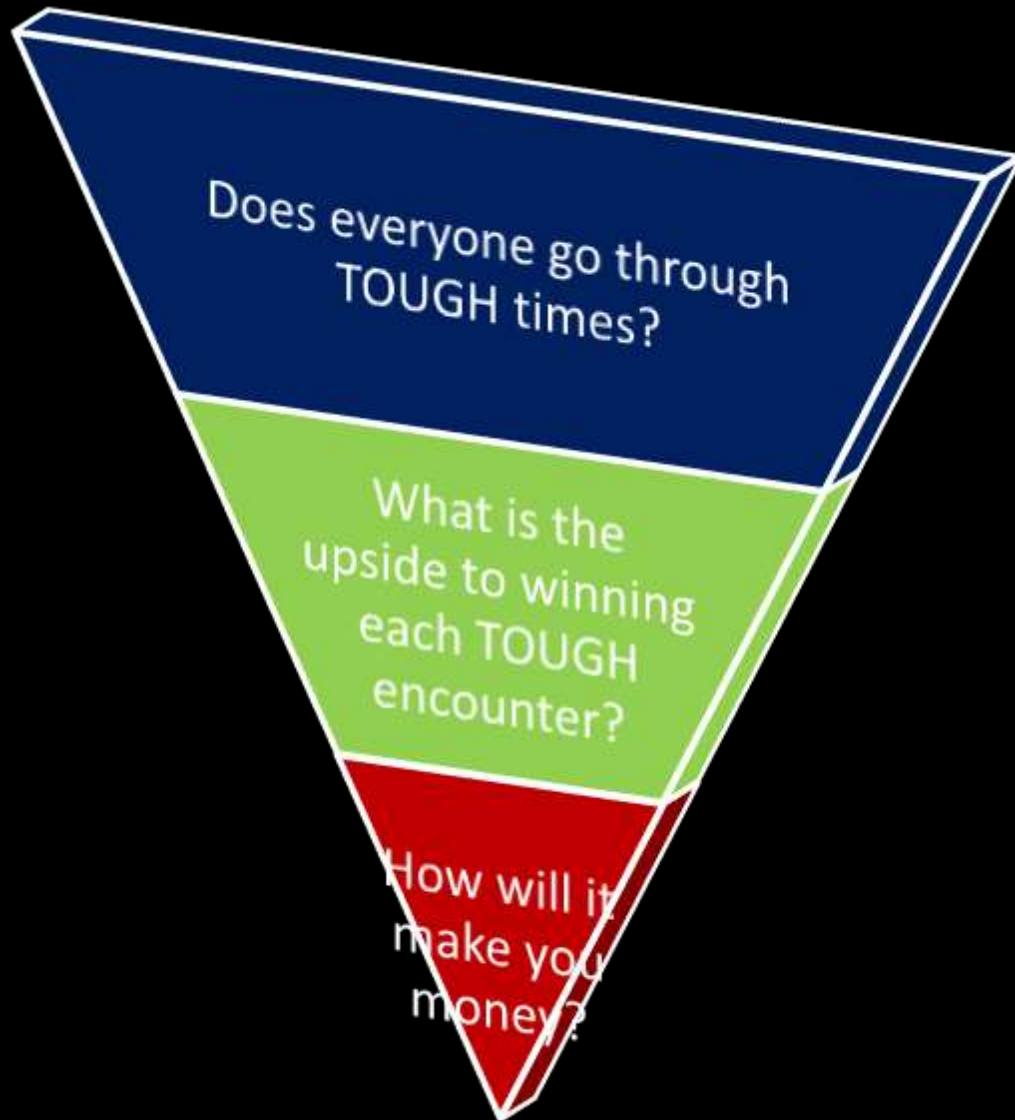 Does everyone go through
TOUGH times?
What is the
upside to winning
each TOUGH
encounter?
How will it
make you
money?